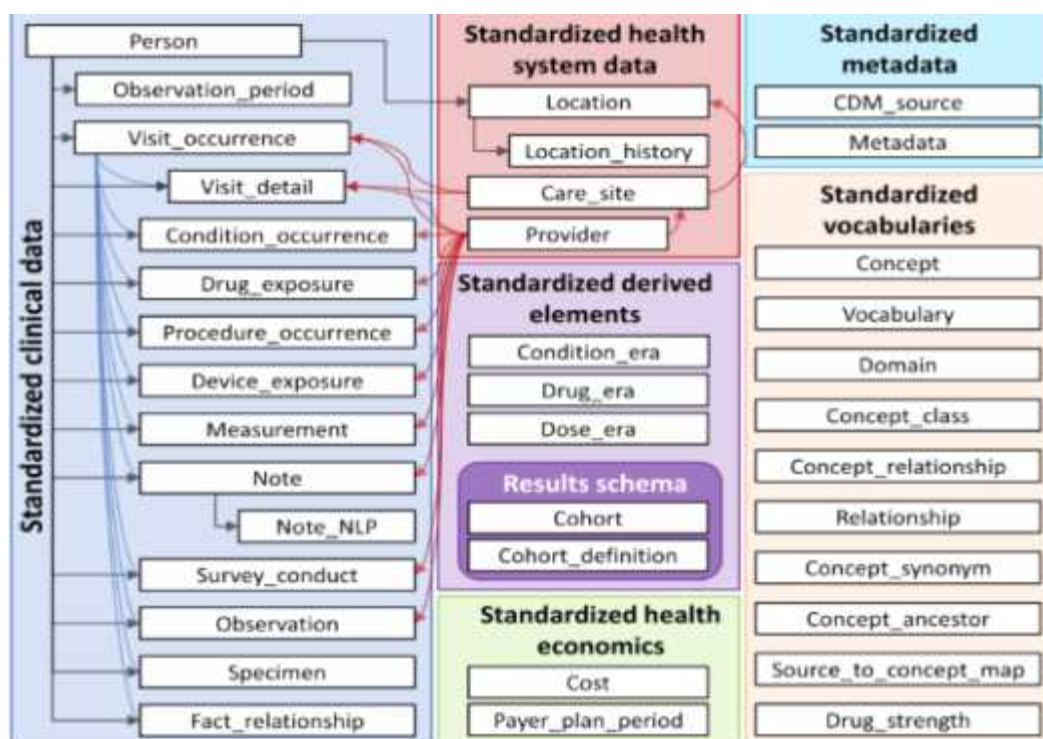 Standardized clinical data
Person
Observation_period
Visit_occurrence
Visit_detail
Condition_occurrence
Drug_exposure
Procedure_occurrence
Device_exposure
Measurement
Note
Note_NLP
Survey_conduct
Observation
Specimen
Fact_relationship
Standardized health
system data
Location
Location_history
Care_site
Provider
Standardized derived
elements
Condition_era
Drug_era
Dose_era
Results schema
Cohort
Cohort_definition
Standardized health
economics
Cost
Payer_plan_period
Standardized
metadata
CDM_source
Metadata
Standardized
vocabularies
Concept
Vocabulary
Domain
Concept_class
Concept_relationship
Relationship
Concept_synonym
Concept_ancestor
Source_to_concept_map
Drug_strength